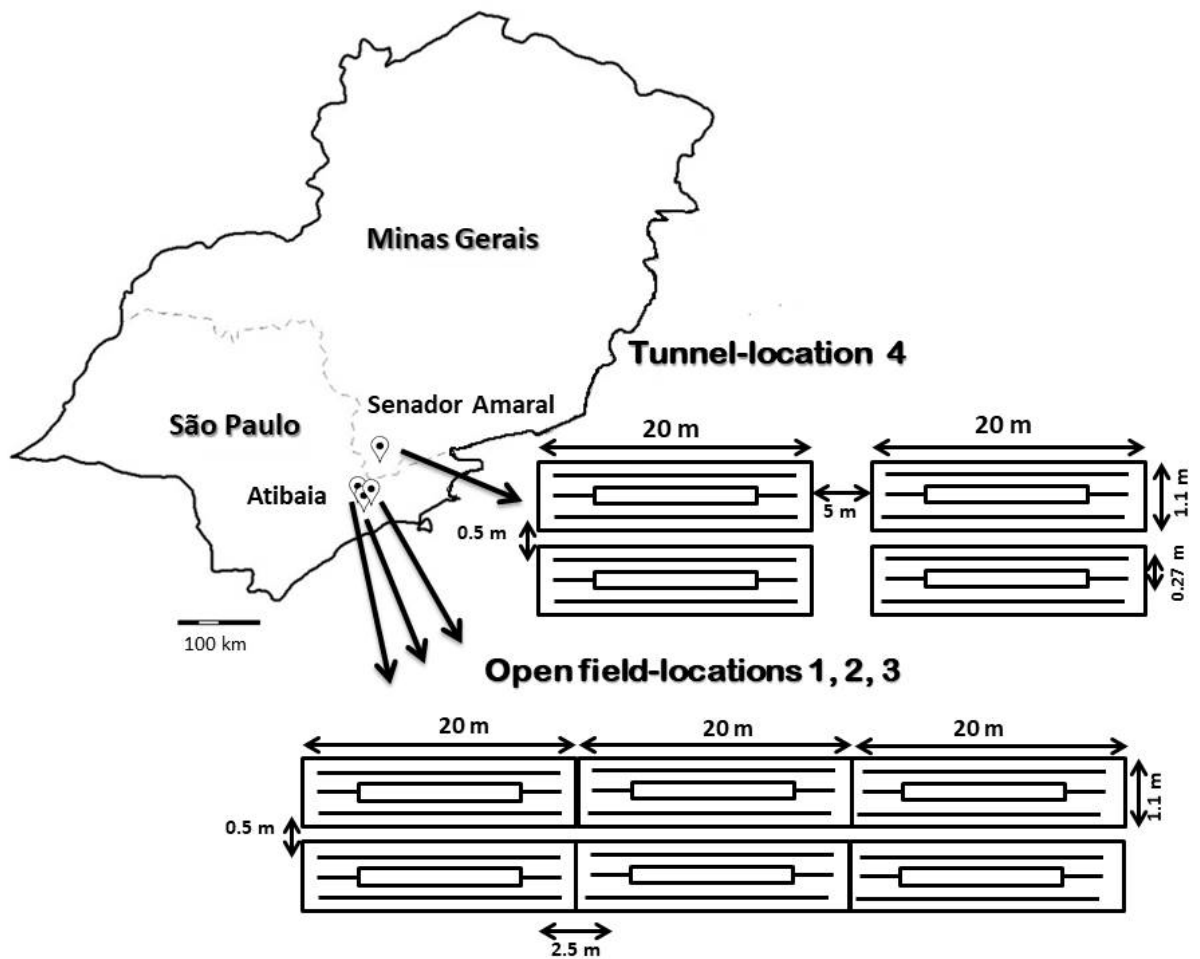 Minas Gerais
Tunnel-location 4
Senador Amaral
São Paulo
20 m
20 m
Atibaia
5 m
1.1 m
0.5 m
0.27 m
100 km
Open field-locations 1, 2, 3
20 m
20 m
20 m
1.1 m
0.5 m
2.5 m